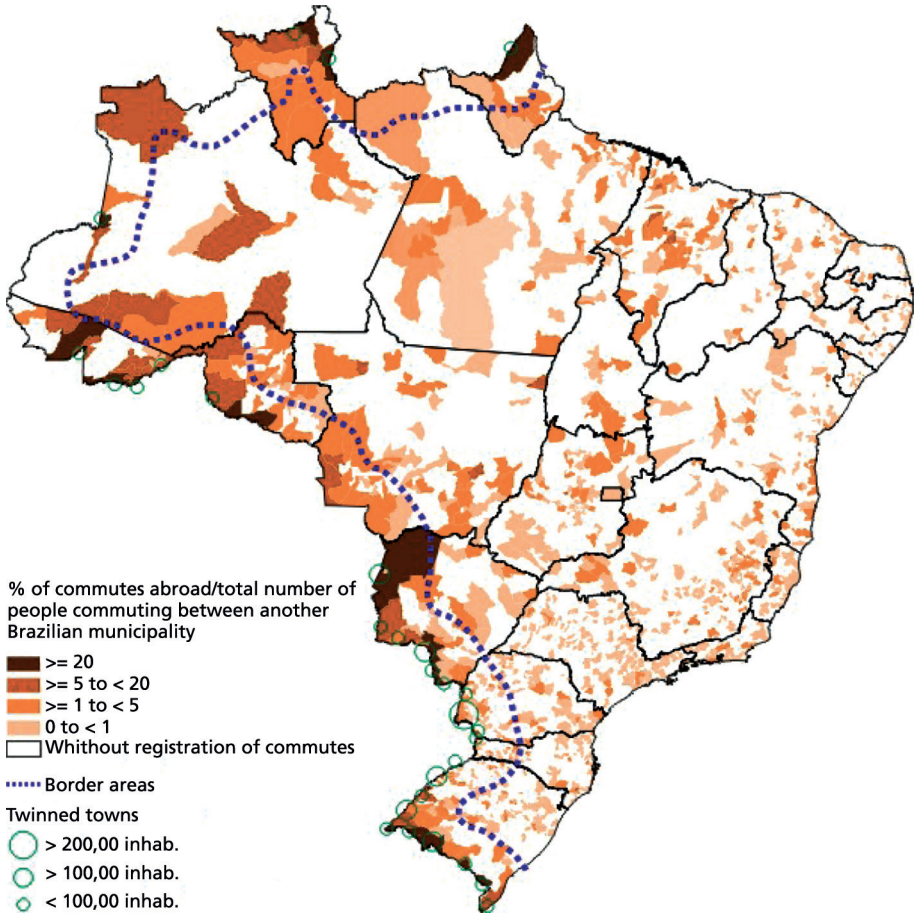 % of commutes abroad/total number of
people commuting between another
Brazilian municipality
>= 20
>= 5 to < 20
>= 1 to < 5
0 to < 1
Whithout registration of commutes
Border areas
Twinned towns
> 200,00 inhab.
> 100,00 inhab.
< 100,00 inhab.